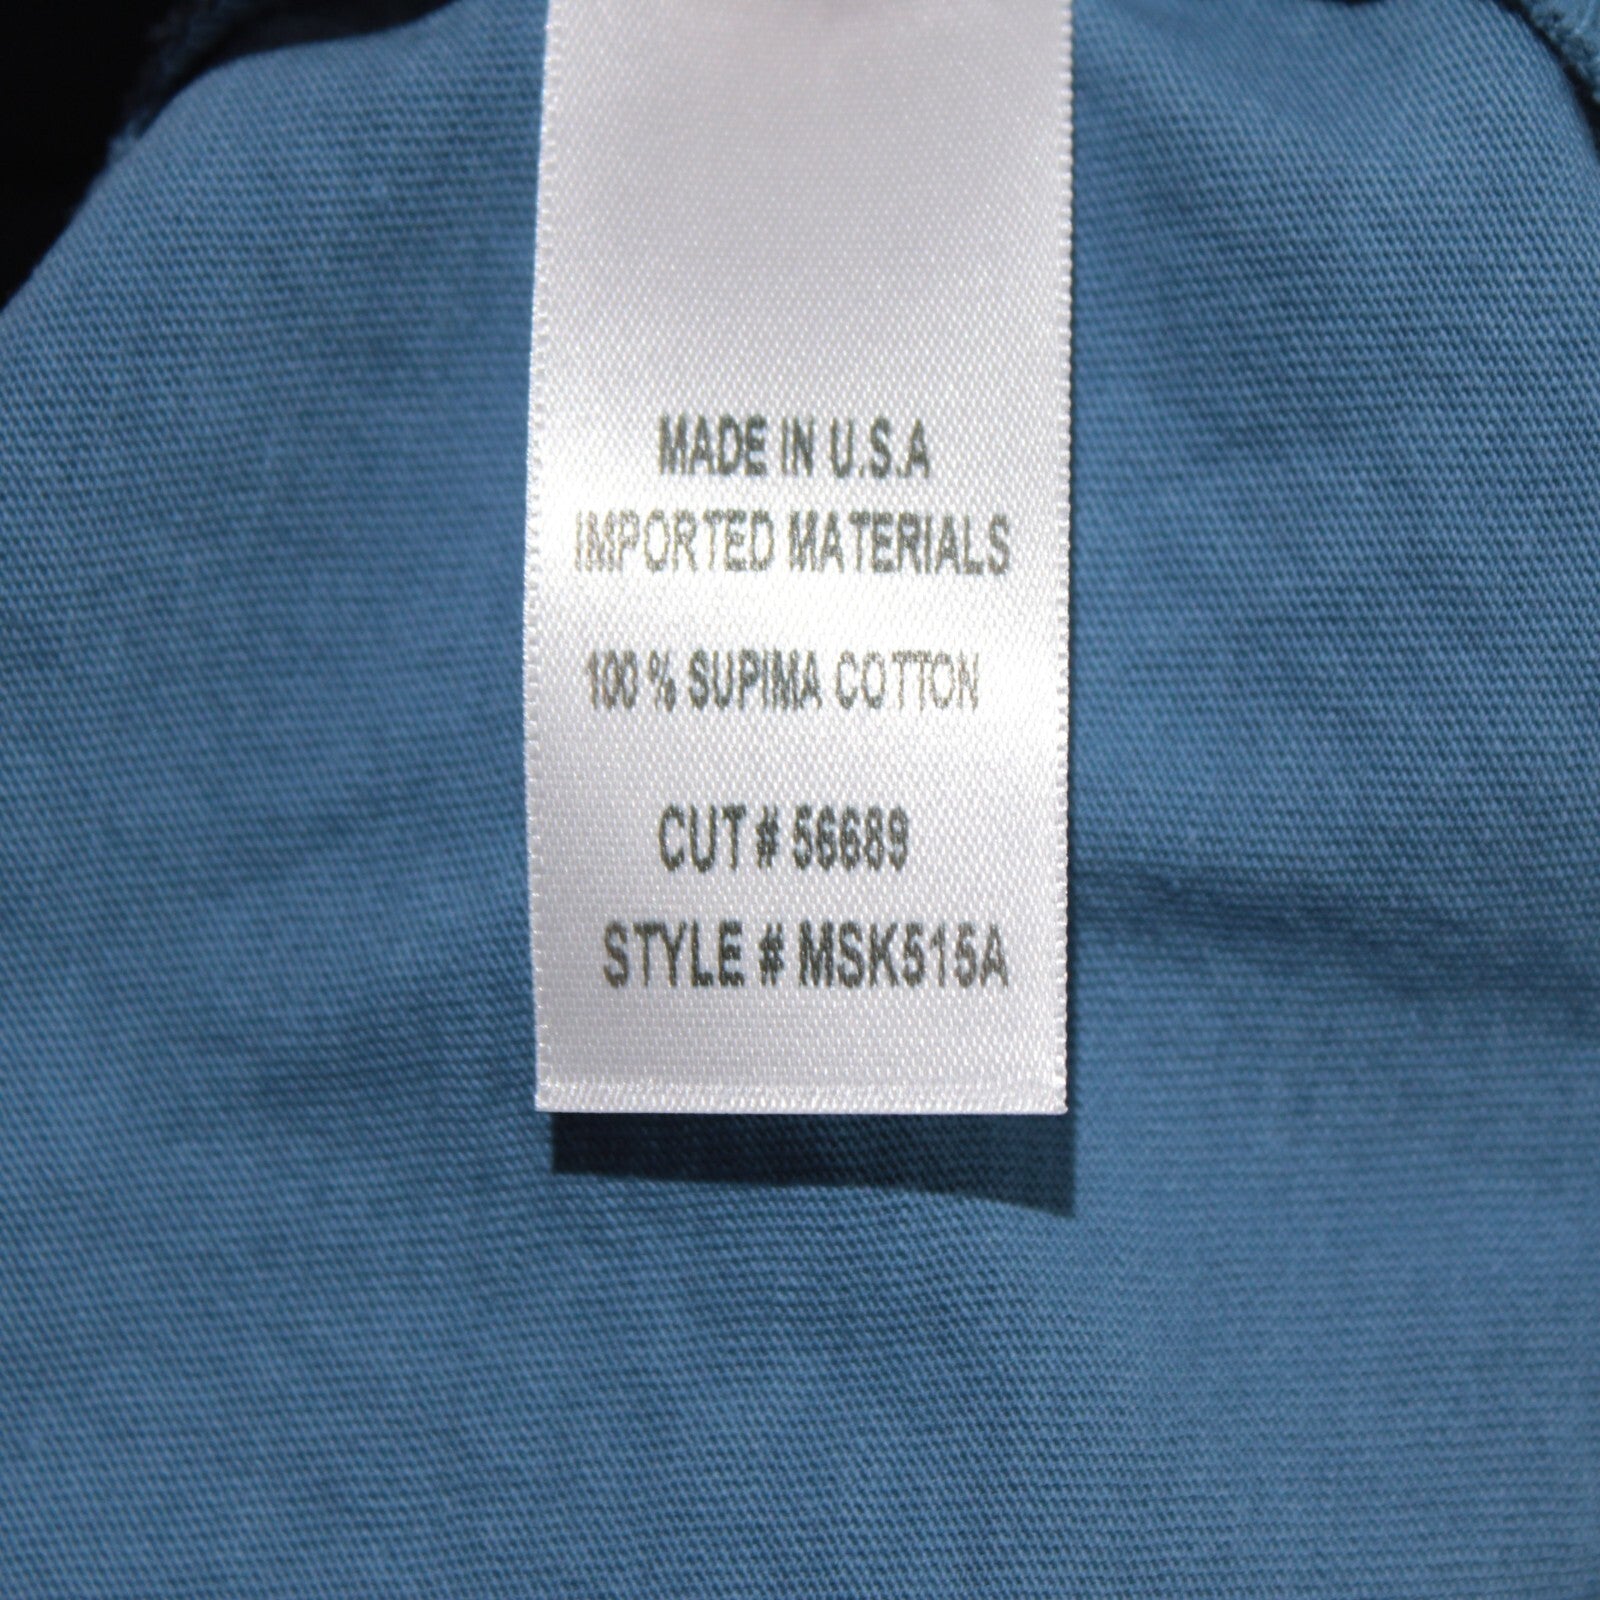 MADE IN U.S.A
IMPORTED MATERIALS
100 % SUPIMA COTTON
CUT # 56689
STYLE # MSK515A